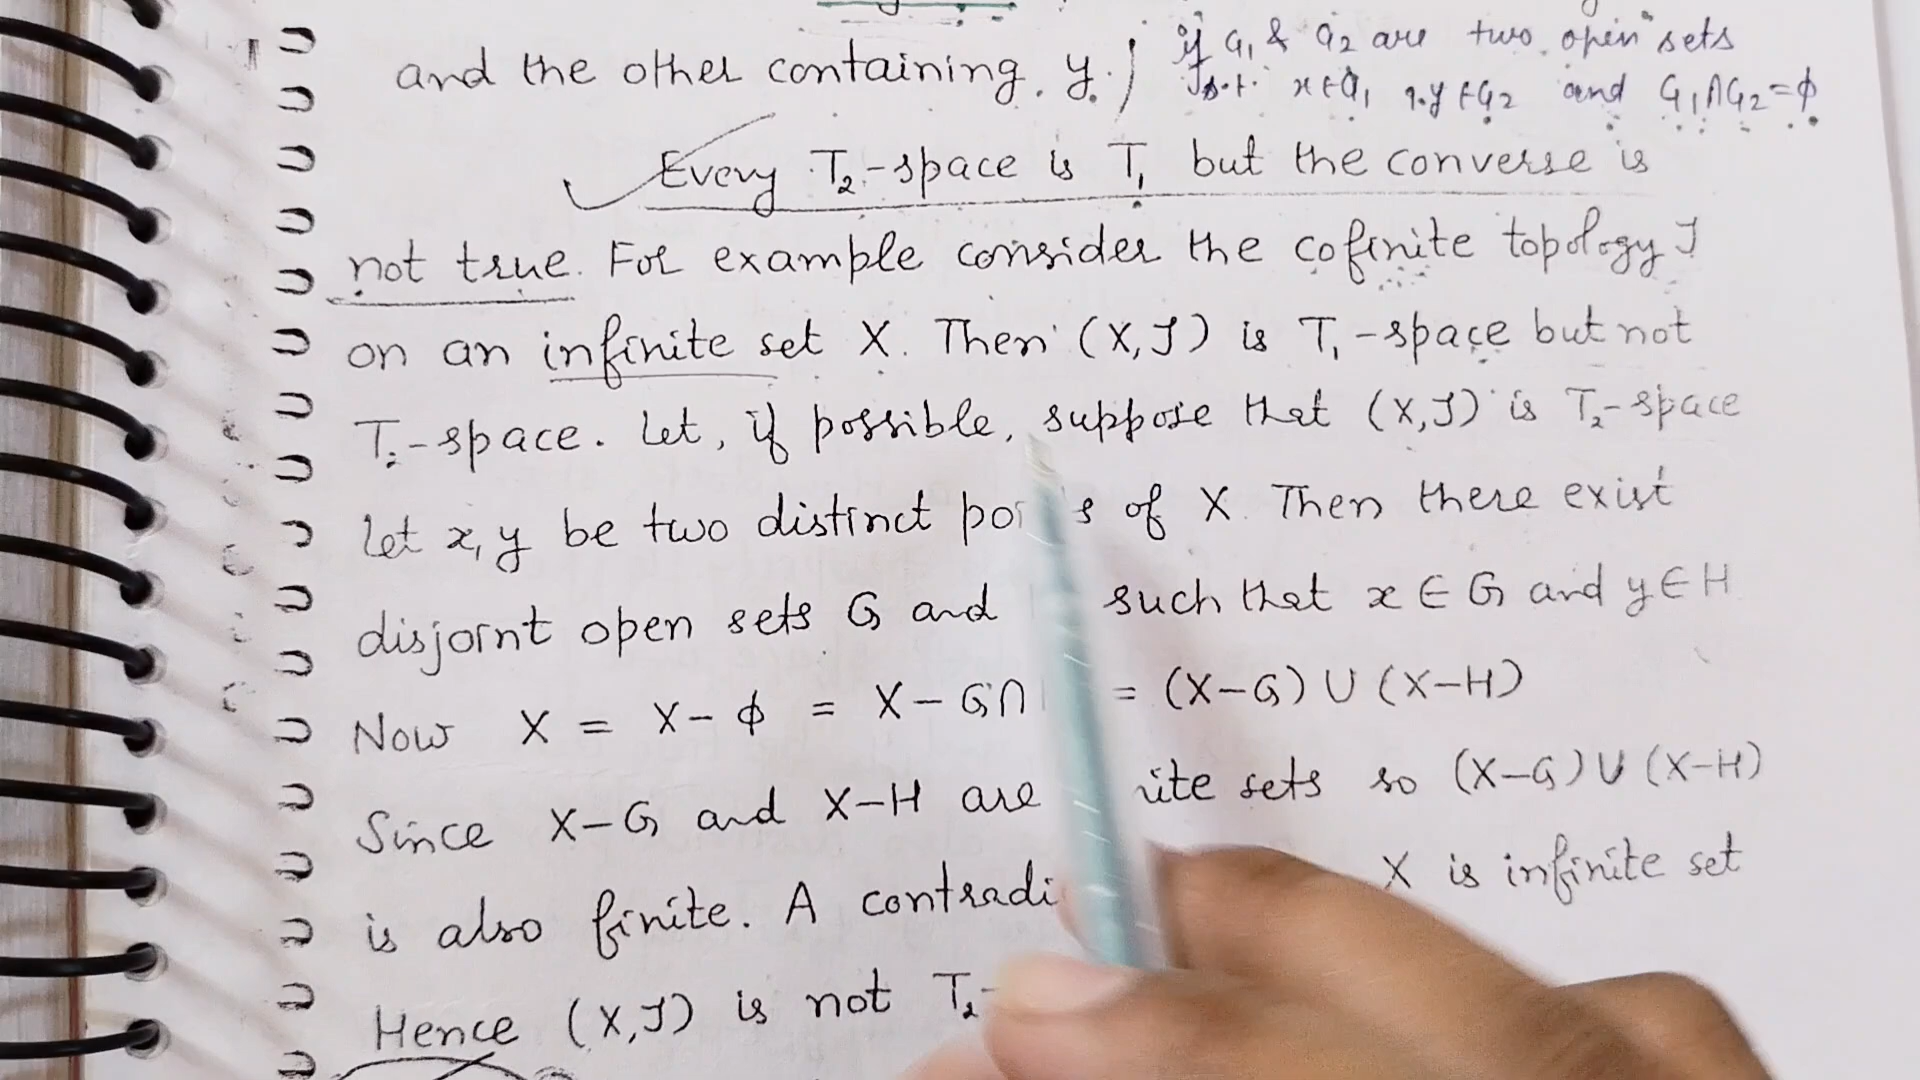 and the other containing y.
if G₁ & G₂ are two open sets
s.t. x∈G₁, y∈G₂ and G₁∩G₂=ϕ
Every T₂-space is T₁ but the converse is
not true. For example consider the cofinite topology J
on an infinite set X. Then (X,J) is T₁-space but not
T₂-space. Let, if possible, suppose that (X,J) is T₂-space
Let x,y be two distinct of X. Then there exist
disjoint open sets G and such that x∈G and y∈H
Now X = X-ϕ = X-G∩ = (X-G)∪(X-H)
Since X-G and X-H are sets so (X-G)∪(X-H)
is also finite. A X is infinite set
Hence (X,J) is not T₂-